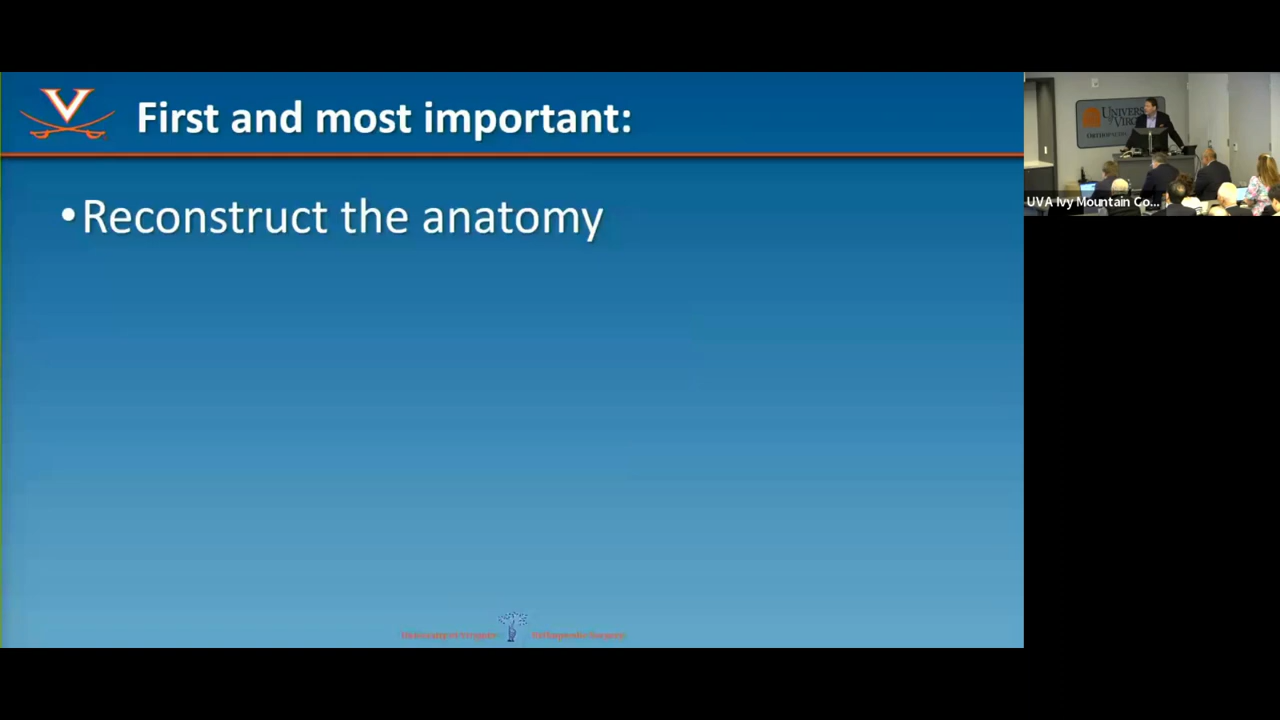 First and most important:
•Reconstruct the anatomy
UVA Ivy Mountain Co...